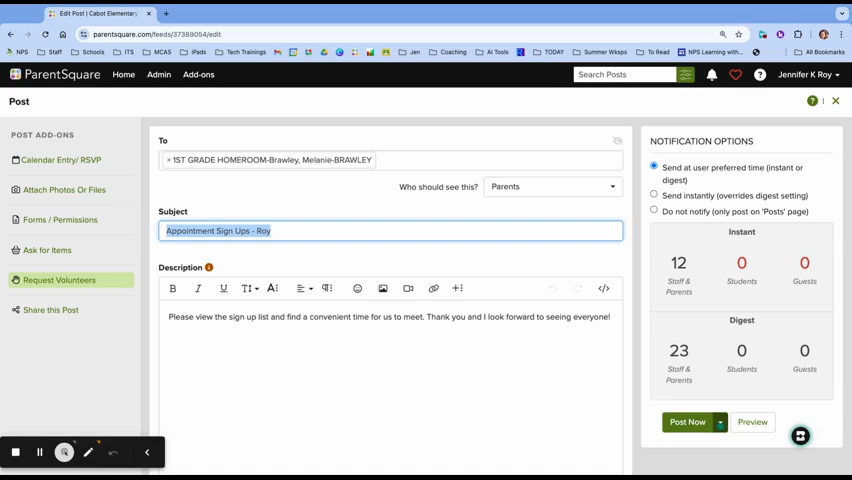 Edit Post | Cabot Elementary
parentsquare.com/feeds/37389054/edit
NPS
Staff
Schools
ITS
MCAS
iPads
Tech Trainings
Jen
Coaching
AI Tools
TODAY
Summer Wksps
To Read
NPS Learning with...
All Bookmarks
ParentSquare
Home
Admin
Add-ons
Search Posts
Jennifer K Roy
Post
POST ADD-ONS
Calendar Entry/ RSVP
Attach Photos Or Files
Forms / Permissions
Ask for Items
Request Volunteers
Share this Post
To
× 1ST GRADE HOMEROOM-Brawley, Melanie-BRAWLEY
Who should see this?
Parents
Subject
Appointment Sign Ups - Roy
Description
Please view the sign up list and find a convenient time for us to meet. Thank you and I look forward to seeing everyone!
NOTIFICATION OPTIONS
Send at user preferred time (instant or
digest)
Send instantly (overrides digest setting)
Do not notify (only post on 'Posts' page)
Instant
12 0 0
Staff & Parents Students Guests
Digest
23 0 0
Staff & Parents Students Guests
Post Now
Preview